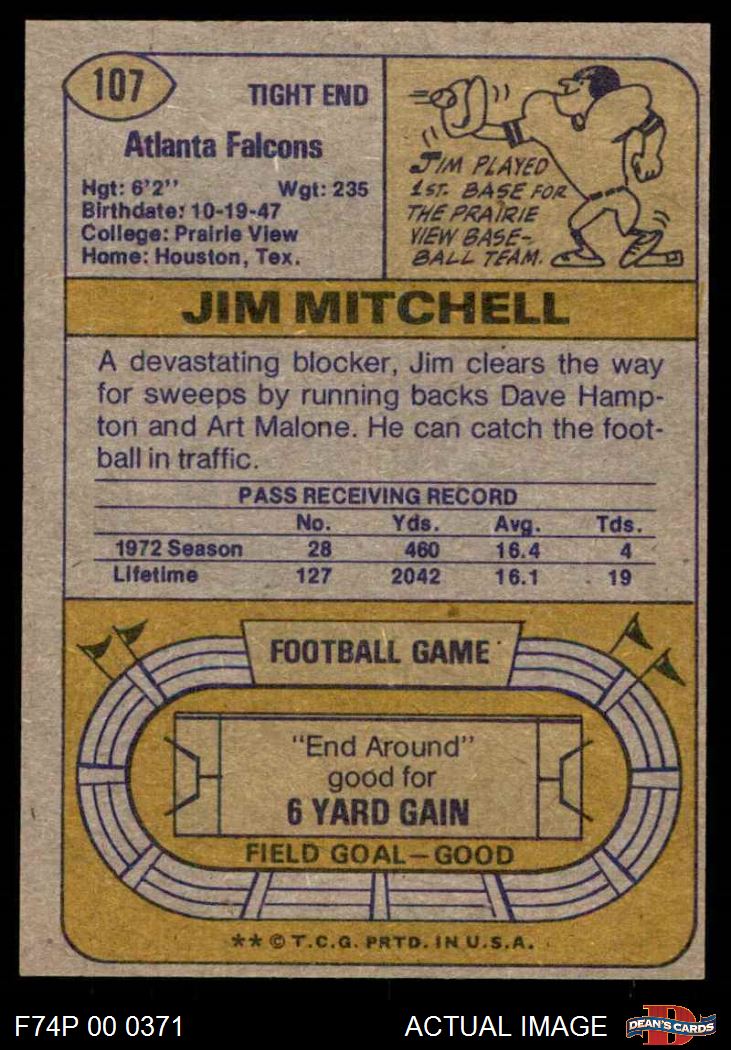 107
TIGHT END
Atlanta Falcons
Hgt: 6'2" Wgt: 235
Birthdate: 10-19-47
College: Prairie View
Home: Houston, Tex.
JIM PLAYED
1ST. BASE FOR
THE PRAIRIE
VIEW BASE-
BALL TEAM.
JIM MITCHELL
A devastating blocker, Jim clears the way
for sweeps by running backs Dave Hamp-
ton and Art Malone. He can catch the foot-
ball in traffic.
PASS RECEIVING RECORD
No. Yds. Avg. Tds.
1972 Season 28 460 16.4 4
Lifetime 127 2042 16.1 19
FOOTBALL GAME
"End Around"
good for
6 YARD GAIN
FIELD GOAL—GOOD
** © T.C.G. PRTD. IN U.S.A.
F74P 00 0371 ACTUAL IMAGE
D
DEAN'S CARDS